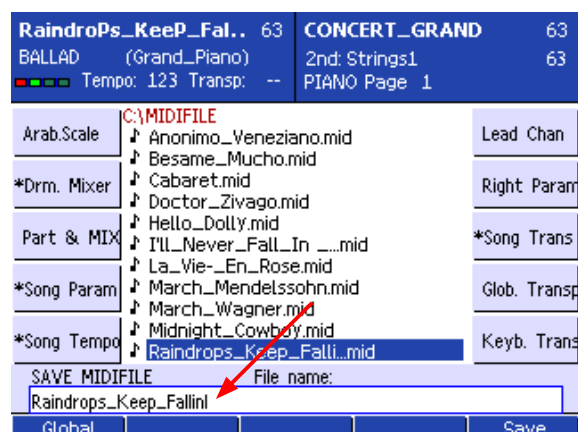 RaindroPs_KeeP_Fal.. 63 CONCERT_GRAND 63
BALLAD (Grand_Piano) 2nd: Strings1 63
Tempo: 123 Transp: -- PIANO Page 1
C:\MIDIFILE
Arab.Scale Anonimo_Veneziano.mid Lead Chan
Besame_Mucho.mid
*Drm. Mixer Cabaret.mid Right Param
Doctor_Zivago.mid
Part & MIX Hello_Dolly.mid *Song Trans
I'll_Never_Fall_In _...mid
La_Vie-_En_Rose.mid
*Song Param March_Mendelssohn.mid Glob. Transp
March_Wagner.mid
*Song Tempo Midnight_Cowboy.mid Keyb. Trans
Raindrops_Keep_Falli...mid
SAVE MIDIFILE File name:
Raindrops_Keep_Fallin
Global Save